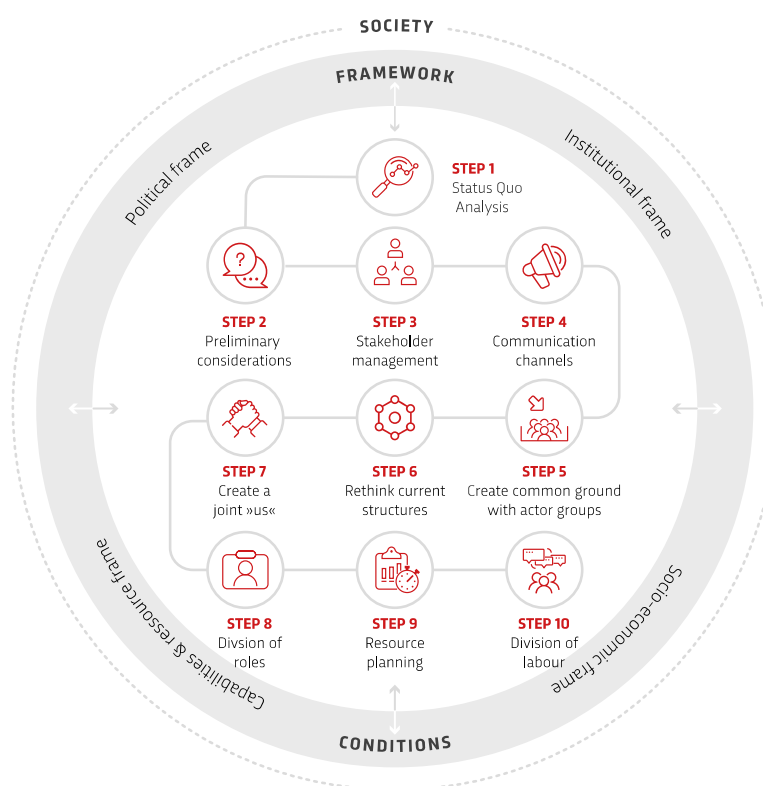 SOCIETY
FRAMEWORK
Political frame
Institutional frame
STEP 1
Status Quo
Analysis
?
STEP 2
Preliminary
considerations
STEP 3
Stakeholder
management
STEP 4
Communication
channels
STEP 7
Create a
joint »us«
STEP 6
Rethink current
structures
STEP 5
Create common ground
with actor groups
Capabilities & ressource frame
Socio-economic frame
STEP 8
Divsion of
roles
STEP 9
Resource
planning
STEP 10
Division of
labour
CONDITIONS